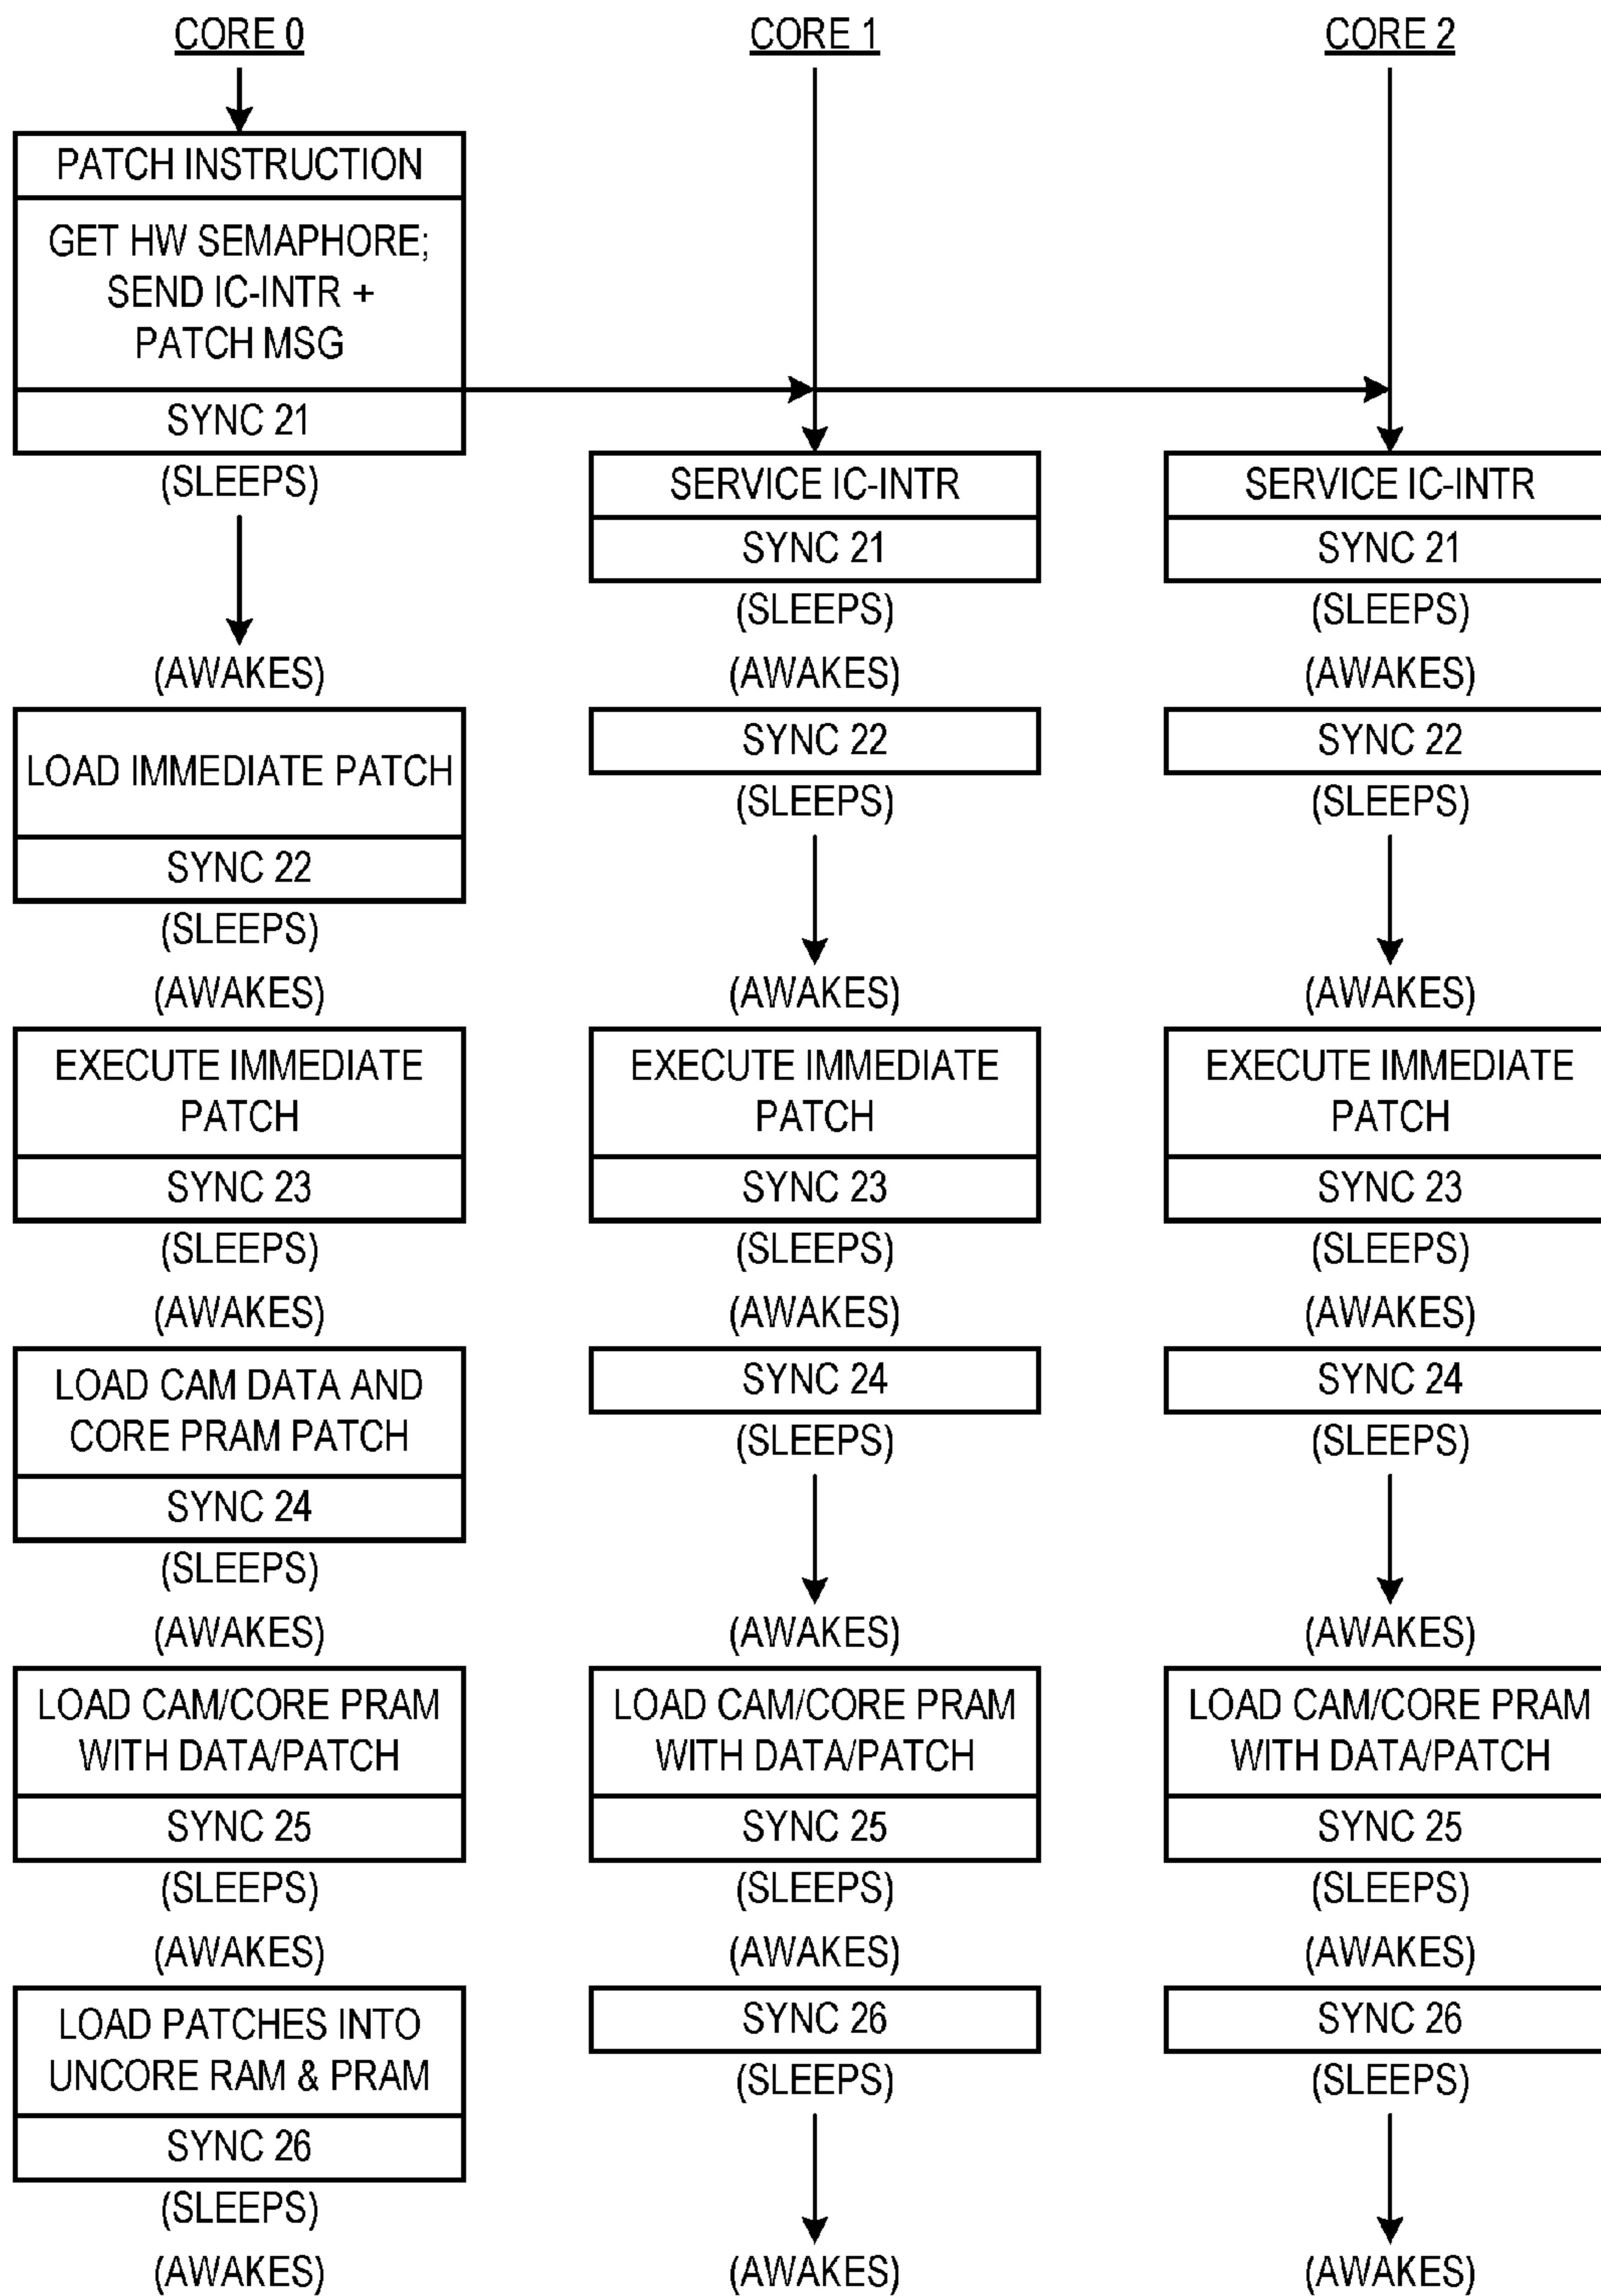 CORE 0
CORE 1
CORE 2
PATCH INSTRUCTION
GET HW SEMAPHORE;
SEND IC-INTR +
PATCH MSG
SYNC 21
(SLEEPS)
SERVICE IC-INTR
SERVICE IC-INTR
SYNC 21
SYNC 21
(SLEEPS)
(SLEEPS)
(AWAKES)
(AWAKES)
(AWAKES)
LOAD IMMEDIATE PATCH
SYNC 22
SYNC 22
(SLEEPS)
(SLEEPS)
SYNC 22
(SLEEPS)
(AWAKES)
(AWAKES)
(AWAKES)
EXECUTE IMMEDIATE
PATCH
EXECUTE IMMEDIATE
PATCH
EXECUTE IMMEDIATE
PATCH
SYNC 23
SYNC 23
SYNC 23
(SLEEPS)
(SLEEPS)
(SLEEPS)
(AWAKES)
(AWAKES)
(AWAKES)
LOAD CAM DATA AND
CORE PRAM PATCH
SYNC 24
SYNC 24
(SLEEPS)
(SLEEPS)
SYNC 24
(SLEEPS)
(AWAKES)
(AWAKES)
(AWAKES)
LOAD CAM/CORE PRAM
WITH DATA/PATCH
LOAD CAM/CORE PRAM
WITH DATA/PATCH
LOAD CAM/CORE PRAM
WITH DATA/PATCH
SYNC 25
SYNC 25
SYNC 25
(SLEEPS)
(SLEEPS)
(SLEEPS)
(AWAKES)
(AWAKES)
(AWAKES)
LOAD PATCHES INTO
UNCORE RAM & PRAM
SYNC 26
SYNC 26
(SLEEPS)
(SLEEPS)
SYNC 26
(SLEEPS)
(AWAKES)
(AWAKES)
(AWAKES)